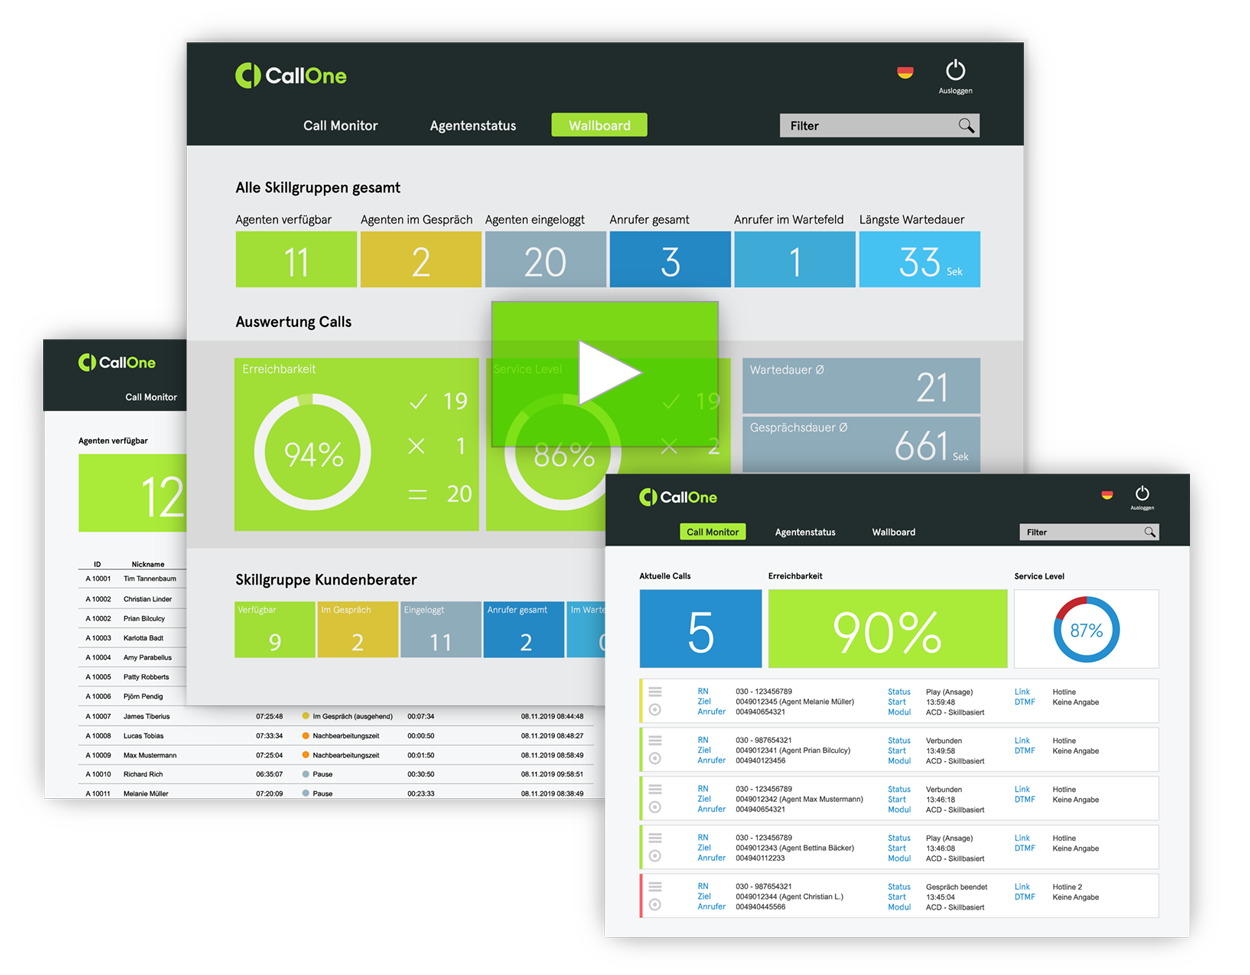 CallOne
Ausloggen
Call Monitor Agentenstatus Wallboard Filter
Alle Skillgruppen gesamt
Agenten verfügbar Agenten im Gespräch Agenten eingeloggt Anrufer gesamt Anrufer im Wartefeld Längste Wartedauer
11 2 20 3 1 33 Sek
Auswertung Calls
Erreichbarkeit Service Level Wartedauer Ø
94% 19 86% 19 21
1 2 Gesprächsdauer Ø
20 661 Sek
Skillgruppe Kundenberater
Verfügbar Im Gespräch Eingeloggt Anrufer gesamt Im Warte
9 2 11 2 0
CallOne
Call Monitor
Agenten verfügbar
12
ID Nickname
A 10001 Tim Tannenbaum
A 10002 Christian Linder
A 10002 Prian Bilculcy
A 10003 Karlotta Badt
A 10004 Amy Parabellus
A 10005 Patty Robberts
A 10006 Pjörn Pendig
A 10007 James Tiberius 07:25:48 Im Gespräch (ausgehend) 00:07:34 08.11.2019 08:44:48
A 10008 Lucas Tobias 07:33:34 Nachbearbeitungszeit 00:00:50 08.11.2019 08:48:27
A 10009 Max Mustermann 07:25:04 Nachbearbeitungszeit 00:01:50 08.11.2019 08:58:49
A 10010 Richard Rich 06:35:07 Pause 00:30:50 08.11.2019 09:58:51
A 10011 Melanie Müller 07:20:09 Pause 00:23:33 08.11.2019 08:38:49
CallOne
Ausloggen
Call Monitor Agentenstatus Wallboard Filter
Aktuelle Calls Erreichbarkeit Service Level
5 90% 87%
RN 030 - 123456789 Status Play (Ansage) Link Hotline
Ziel 0049012345 (Agent Melanie Müller) Start 13:59:48 DTMF Keine Angabe
Anrufer 004940654321 Modul ACD - Skillbasiert
RN 030 - 987654321 Status Verbunden Link Hotline
Ziel 0049012341 (Agent Prian Bilculcy) Start 13:49:58 DTMF Keine Angabe
Anrufer 004940123456 Modul ACD - Skillbasiert
RN 030 - 123456789 Status Verbunden Link Hotline
Ziel 0049012342 (Agent Max Mustermann) Start 13:46:18 DTMF Keine Angabe
Anrufer 004940654321 Modul ACD - Skillbasiert
RN 030 - 123456789 Status Play (Ansage) Link Hotline
Ziel 0049012343 (Agent Bettina Bäcker) Start 13:46:08 DTMF Keine Angabe
Anrufer 004940112233 Modul ACD - Skillbasiert
RN 030 - 987654321 Status Gespräch beendet Link Hotline 2
Ziel 0049012344 (Agent Christian L.) Start 13:45:04 DTMF Keine Angabe
Anrufer 004940445566 Modul ACD - Skillbasiert